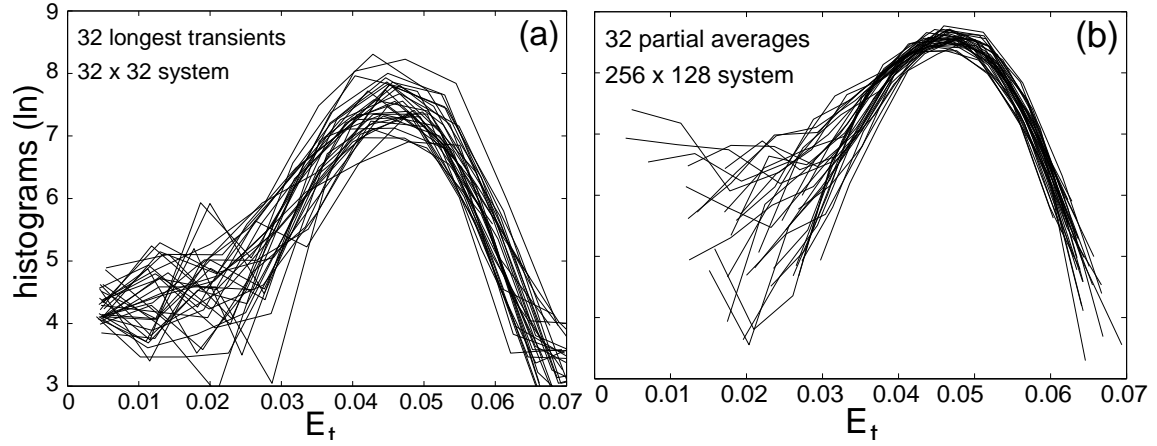 9
8
7
6
5
4
3
histograms (ln)
32 longest transients
32 x 32 system
(a)
0 0.01 0.02 0.03 0.04 0.05 0.06 0.07
E_t
32 partial averages
256 x 128 system
(b)
0 0.01 0.02 0.03 0.04 0.05 0.06 0.07
E_t